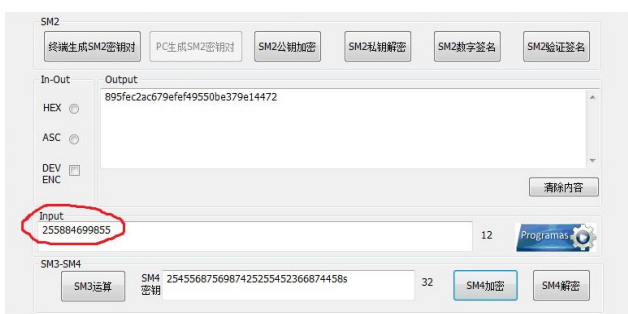 SM2
终端生成SM2密钥对 PC生成SM2密钥对 SM2公钥加密 SM2私钥解密 SM2数字签名 SM2验证签名
In-Out Output
895fec2ac679efef49550be379e14472
HEX
ASC
DEV
ENC
清除内容
Input
255884699855
12
Programas
SM3-SM4
SM3运算
SM4
密钥
2545568756987425255452366874458s
32
SM4加密
SM4解密